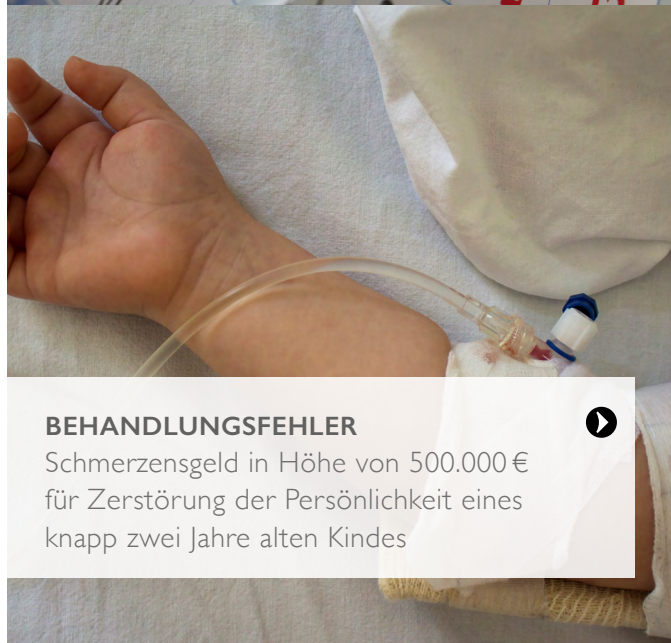 BEHANDLUNGSFEHLER
Schmerzensgeld in Höhe von 500.000 €
für Zerstörung der Persönlichkeit eines
knapp zwei Jahre alten Kindes